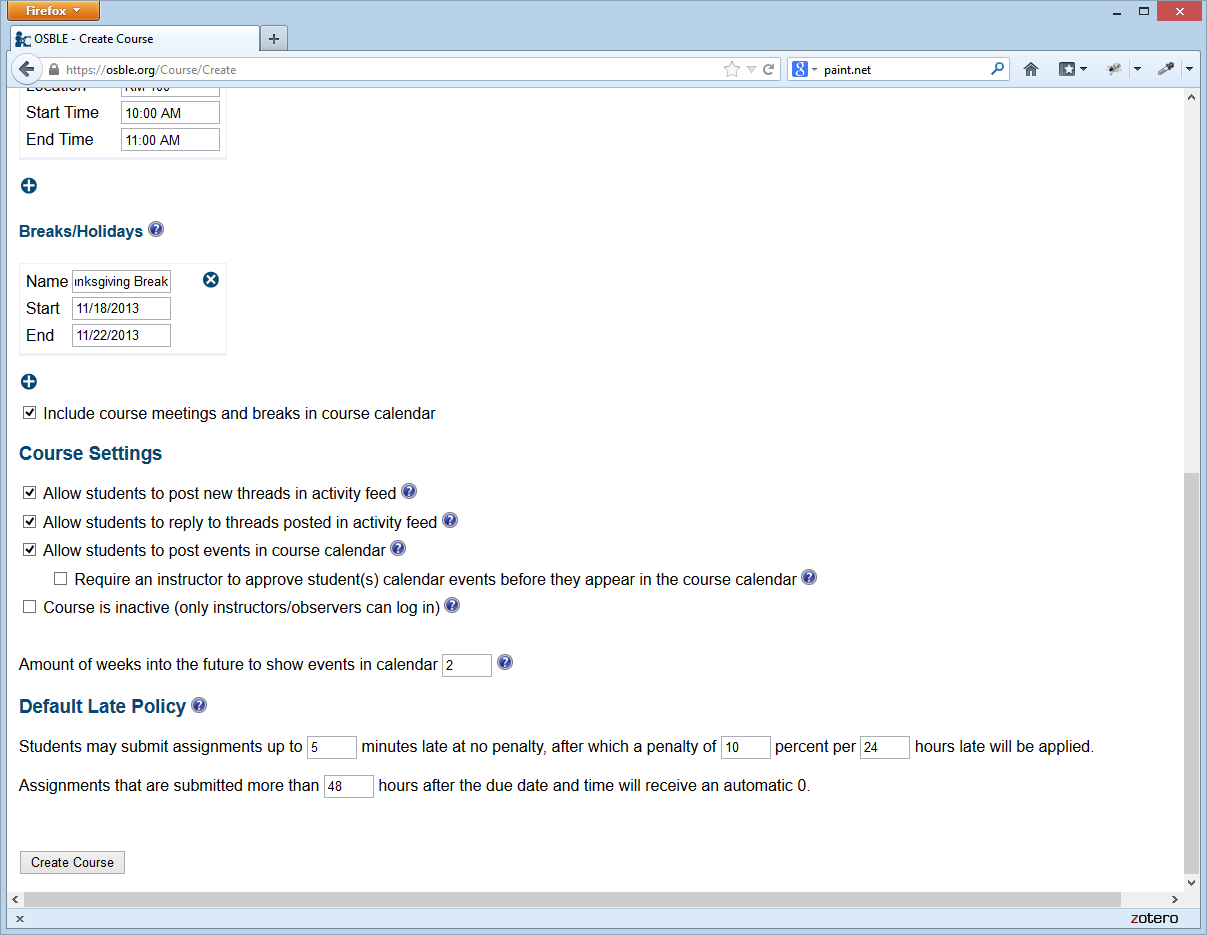 Firefox
OSBLE - Create Course
https://osble.org/Course/Create
paint.net
Location RM 100
Start Time 10:00 AM
End Time 11:00 AM
Breaks/Holidays
Name nksgiving Break
Start 11/18/2013
End 11/22/2013
Include course meetings and breaks in course calendar
Course Settings
Allow students to post new threads in activity feed
Allow students to reply to threads posted in activity feed
Allow students to post events in course calendar
Require an instructor to approve student(s) calendar events before they appear in the course calendar
Course is inactive (only instructors/observers can log in)
Amount of weeks into the future to show events in calendar 2
Default Late Policy
Students may submit assignments up to 5 minutes late at no penalty, after which a penalty of 10 percent per 24 hours late will be applied.
Assignments that are submitted more than 48 hours after the due date and time will receive an automatic 0.
Create Course
zotero